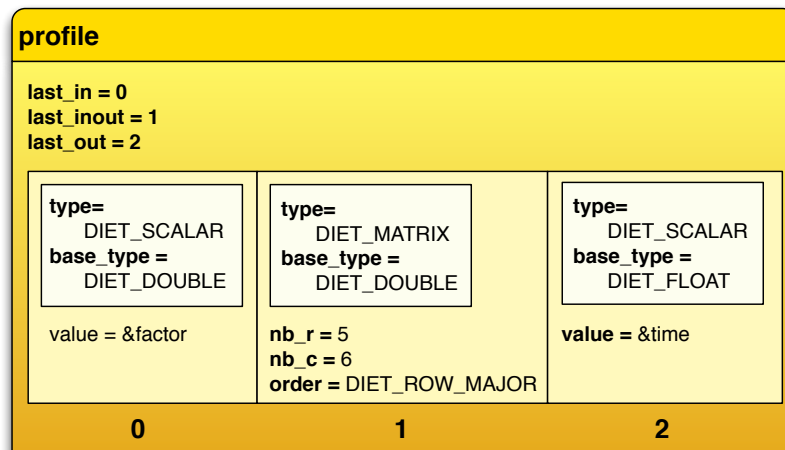 profile
last_in = 0
last_inout = 1
last_out = 2
type=
DIET_SCALAR
base_type =
DIET_DOUBLE
value = &factor
0
type=
DIET_MATRIX
base_type =
DIET_DOUBLE
nb_r = 5
nb_c = 6
order = DIET_ROW_MAJOR
1
type=
DIET_SCALAR
base_type =
DIET_FLOAT
value = &time
2